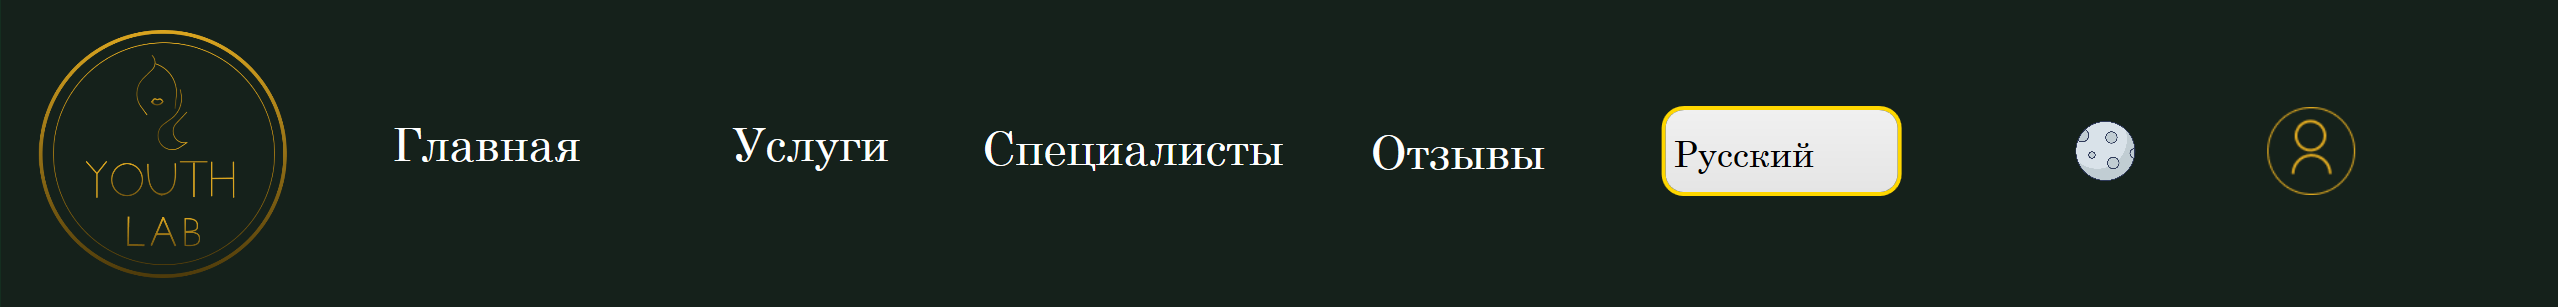 YOUTH
LAB
Главная
Услуги
Специалисты
Отзывы
Русский